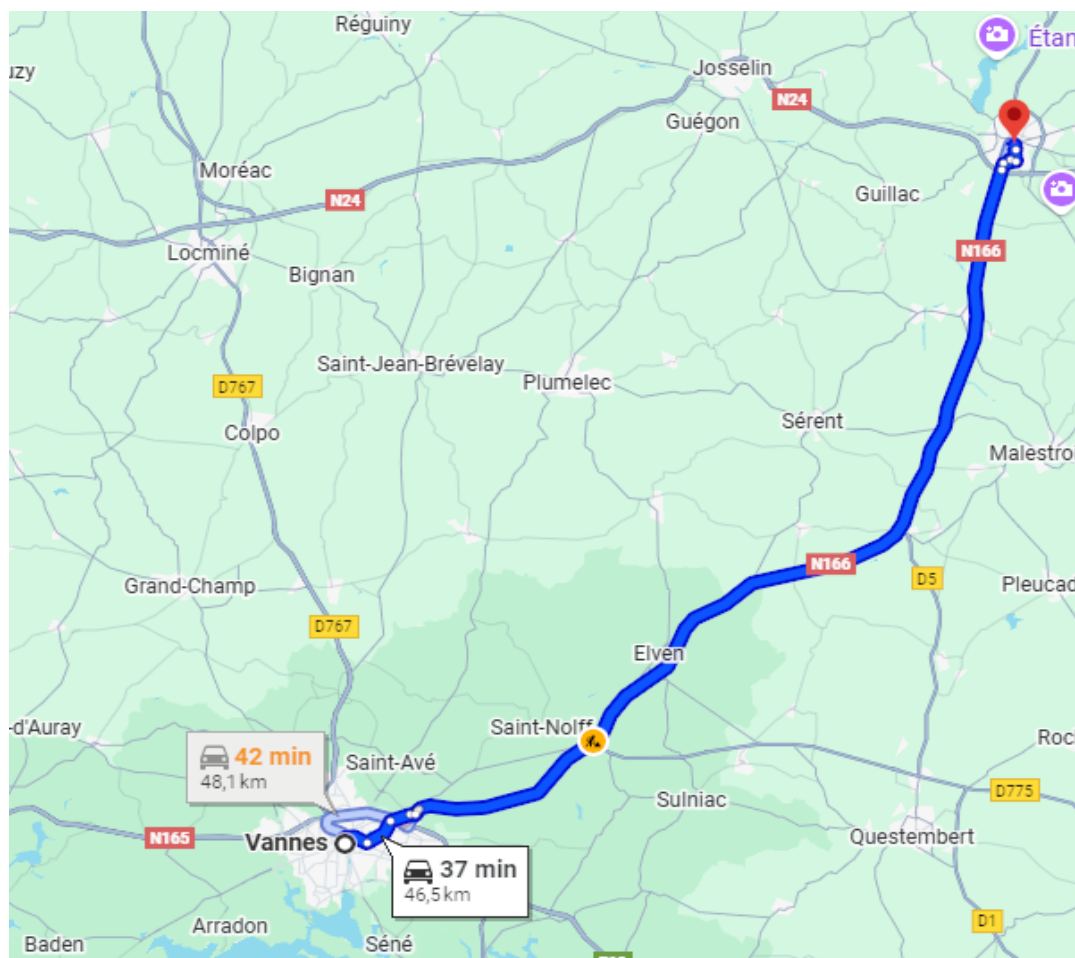 Réguiny
Étan
uzy
Josselin
N24
Guégon
Moréac
N24
Guillac
N166
Locminé
Bignan
Saint-Jean-Brévelay
Plumelec
D767
Sérent
Colpo
Malestro
N166
Grand-Champ
D5
Pleucad
D767
Elven
-d'Auray
Saint-Nolff
Roc
42 min
48,1 km
Saint-Avé
D775
Sulniac
N165
Vannes
Questembert
37 min
46,5 km
Arradon
D1
Baden
Séné